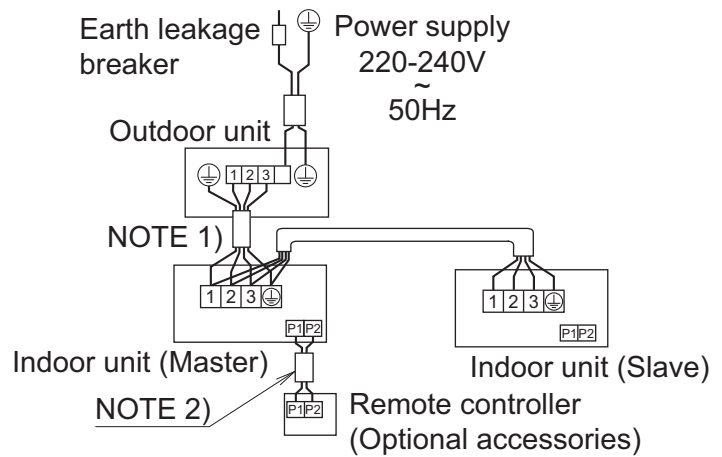 Earth leakage
breaker
Power supply
220-240V
~
50Hz
Outdoor unit
1 2 3
NOTE 1)
1 2 3
P1 P2
Indoor unit (Master)
1 2 3
P1 P2
Indoor unit (Slave)
NOTE 2)
P1 P2
Remote controller
(Optional accessories)